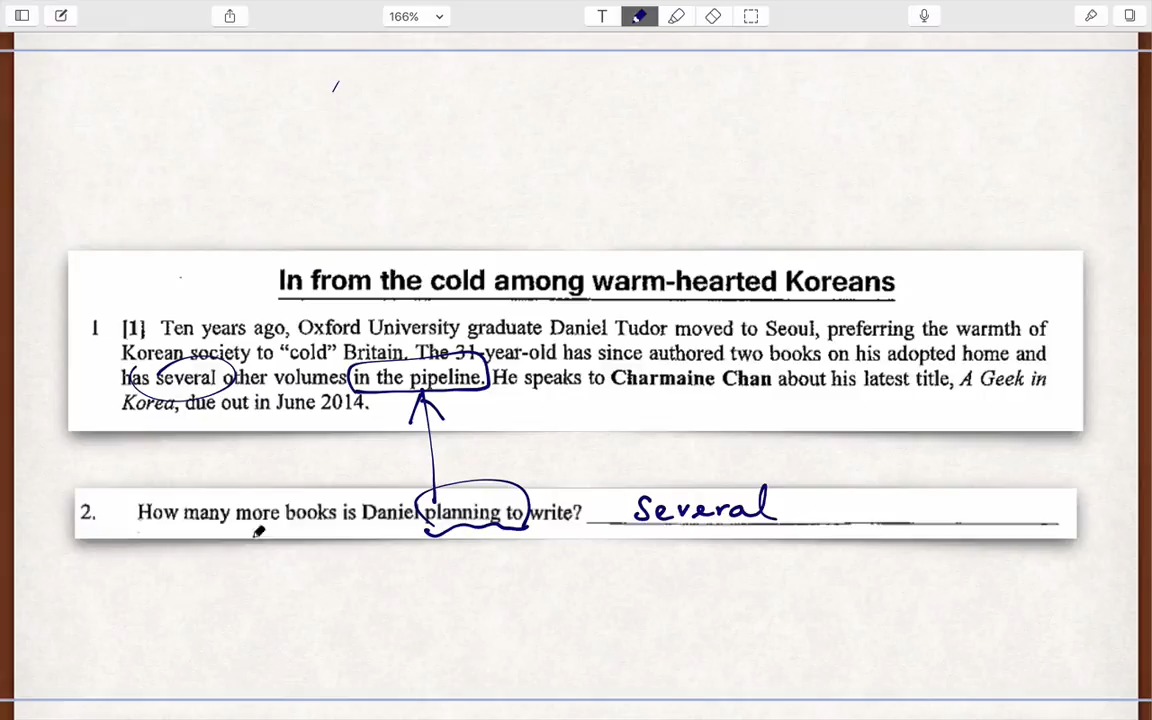 166%
T
In from the cold among warm-hearted Koreans
1 [1] Ten years ago, Oxford University graduate Daniel Tudor moved to Seoul, preferring the warmth of
Korean society to “cold” Britain. The 31-year-old has since authored two books on his adopted home and
has several other volumes in the pipeline. He speaks to Charmaine Chan about his latest title, A Geek in
Korea, due out in June 2014.
2. How many more books is Daniel planning to write? several